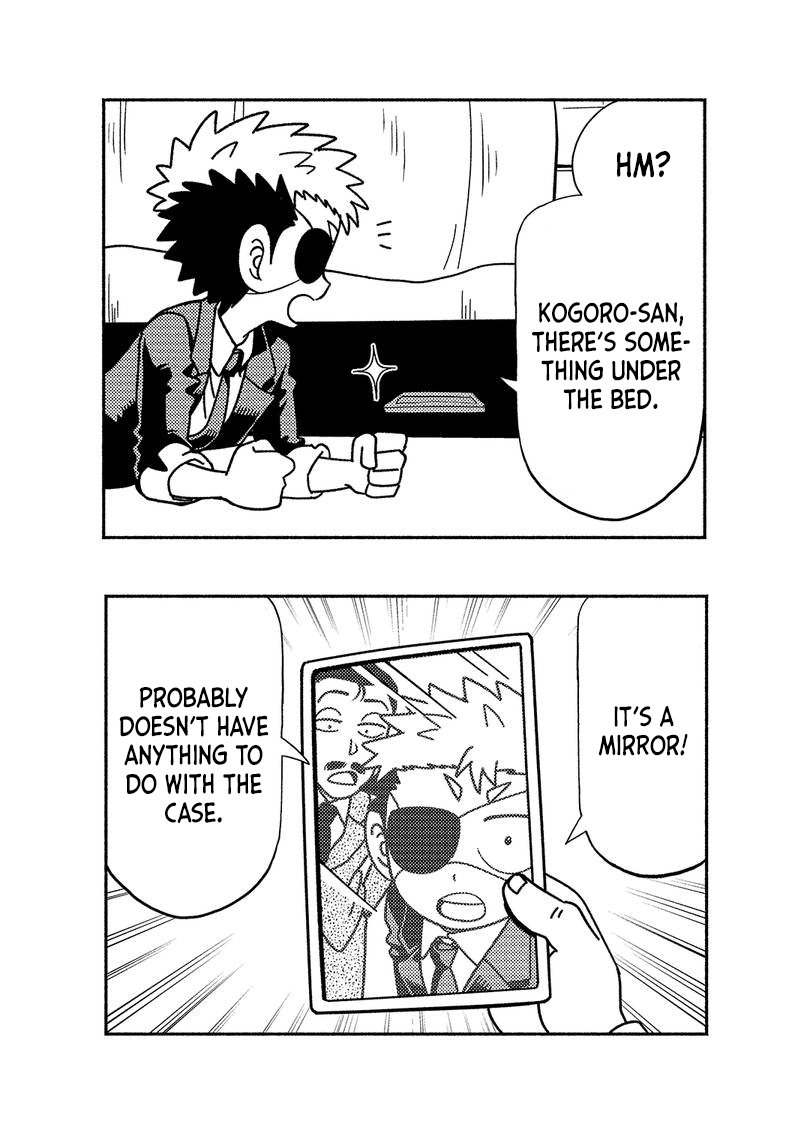 HM?
KOGORO-SAN,
THERE'S SOME-
THING UNDER
THE BED.
IT'S A
MIRROR!
PROBABLY
DOESN'T HAVE
ANYTHING TO
DO WITH THE
CASE.